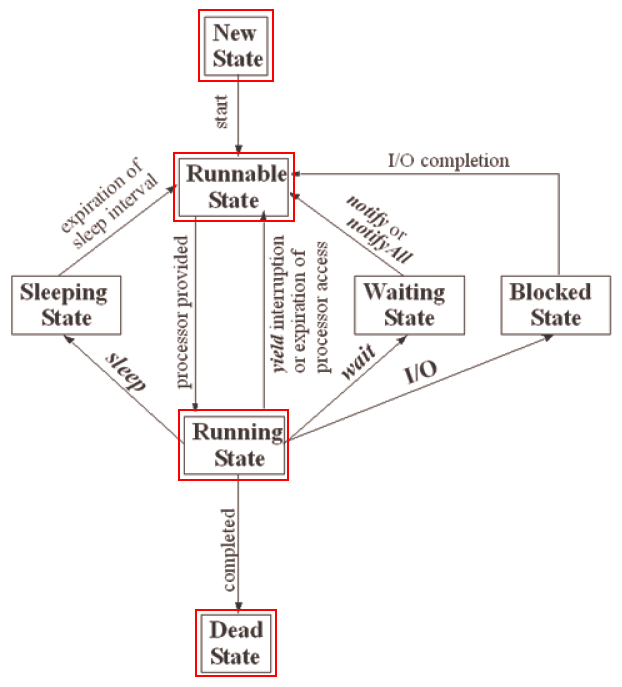 New
State
start
Runnable
State
I/O completion
expiration of
sleep interval
processor provided
yield interruption
or expiration of
processor access
notify or
notifyAll
Sleeping
State
Waiting
State
Blocked
State
sleep
wait
I/O
Running
State
completed
Dead
State